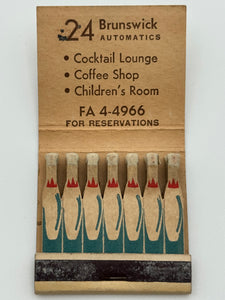 24 Brunswick
AUTOMATICS
• Cocktail Lounge
• Coffee Shop
• Children's Room
FA 4-4966
FOR RESERVATIONS